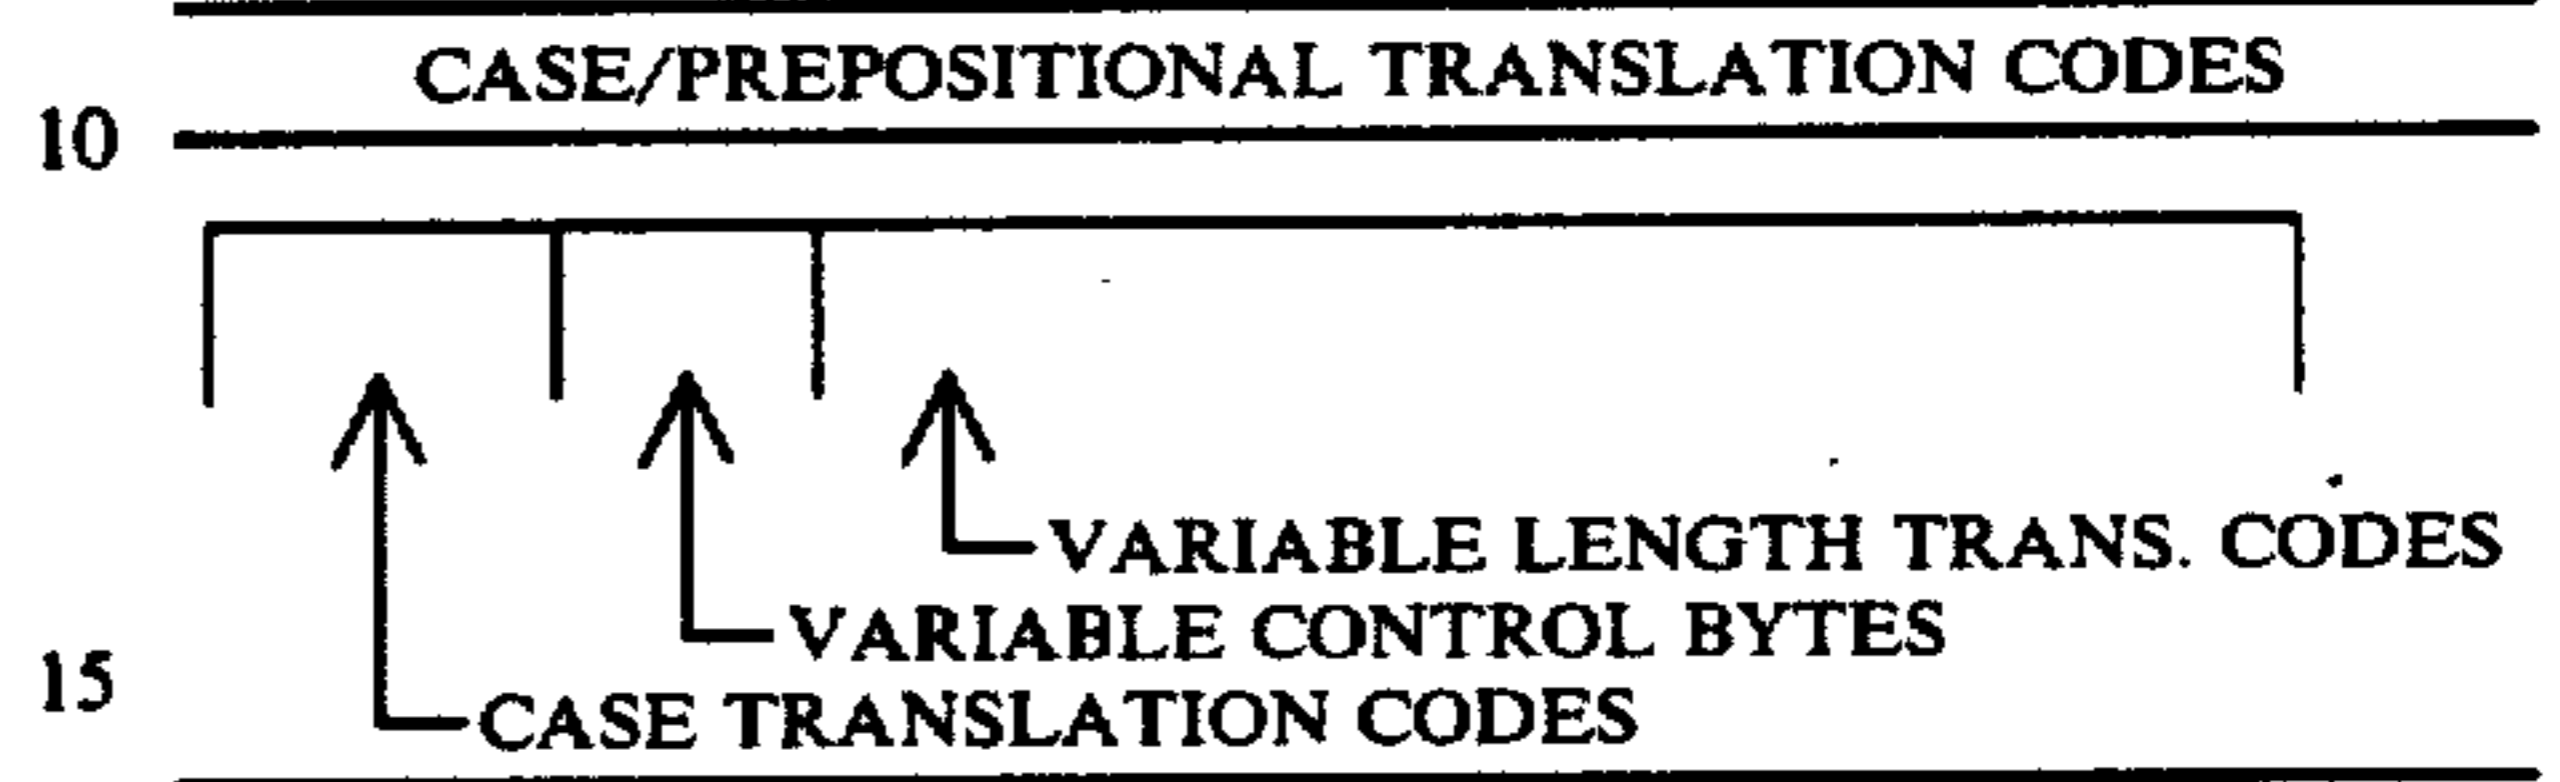 CASE/PREPOSITIONAL TRANSLATION CODES
10
VARIABLE LENGTH TRANS. CODES
VARIABLE CONTROL BYTES
15
CASE TRANSLATION CODES